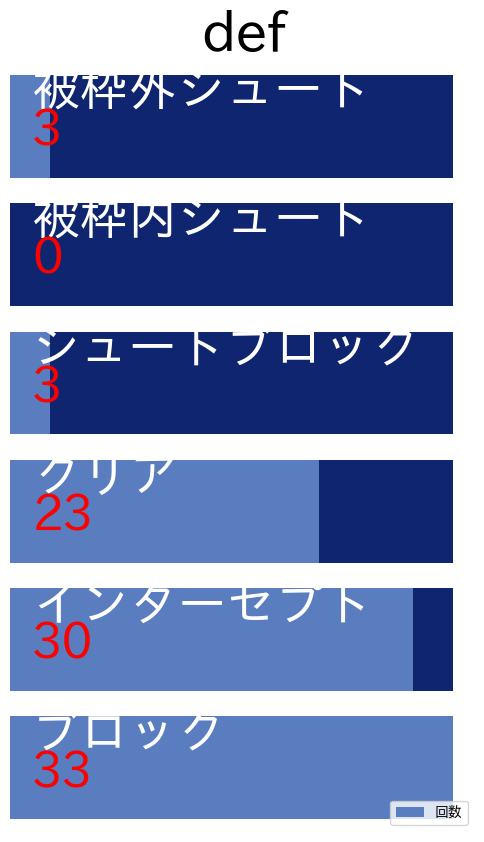 def
被枠外シュート
3
被枠内シュート
0
シュートブロック
3
クリア
23
インターセプト
30
ブロック
33
回数